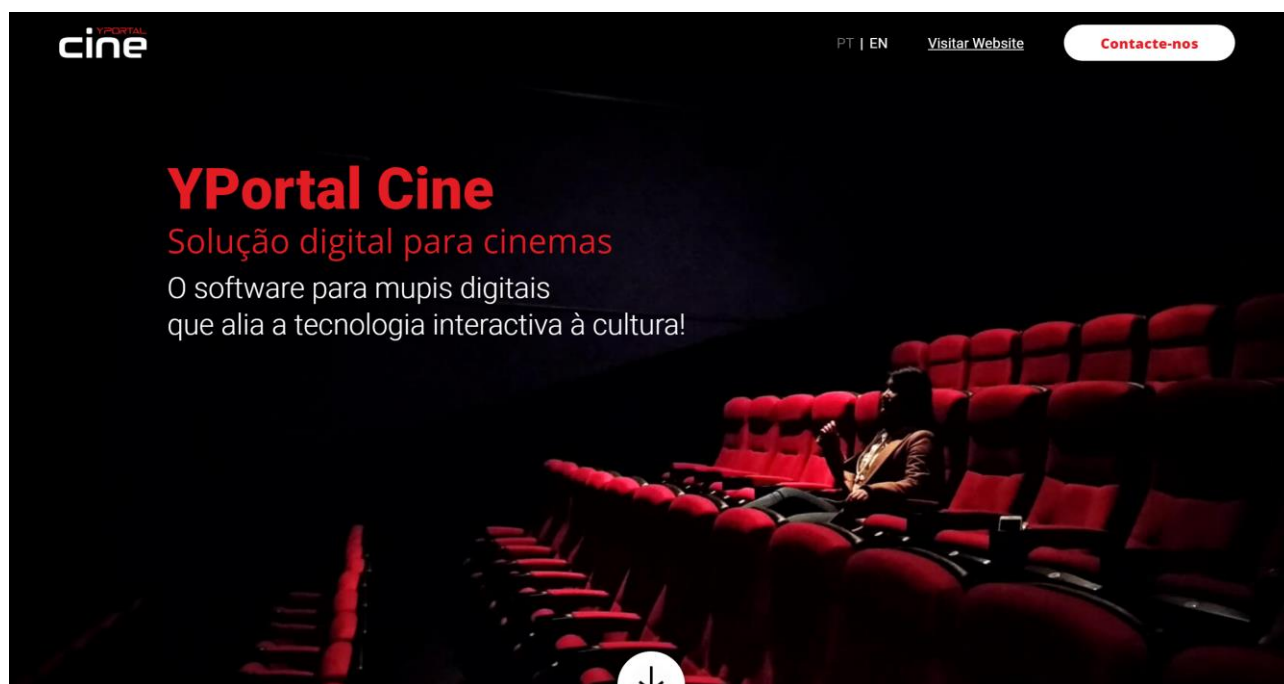 YPORTAL
cine
PT | EN
Visitar Website
Contacte-nos
YPortal Cine
Solução digital para cinemas
O software para mupis digitais
que alia a tecnologia interactiva à cultura!